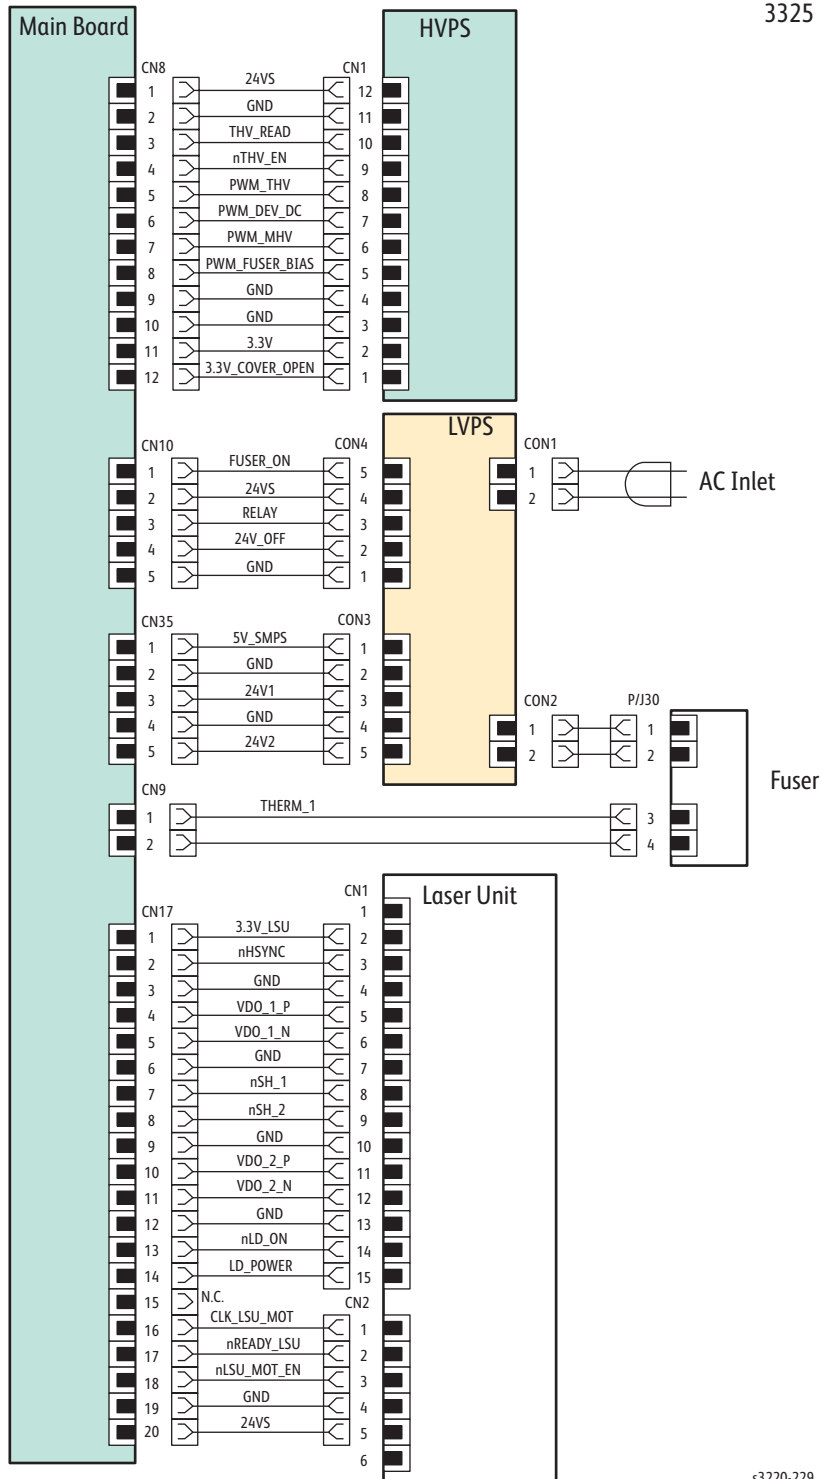 3325
Main Board
HVPS
CN8 CN1
1 24VS 12
2 GND 11
3 THV_READ 10
4 nTHV_EN 9
5 PWM_THV 8
6 PWM_DEV_DC 7
7 PWM_MHV 6
8 PWM_FUSER_BIAS 5
9 GND 4
10 GND 3
11 3.3V 2
12 3.3V_COVER_OPEN 1
LVPS
CN10 CON4 CON1
1 FUSER_ON 5 1
2 24VS 4 2
AC Inlet
3 RELAY 3
4 24V_OFF 2
5 GND 1
CN35 CON3
1 5V_SMPS 1
2 GND 2
3 24V1 3
CON2 P/J30
4 GND 4 1 1
5 24V2 5 2 2
Fuser
CN9
1 THERM_1 3
2 4
Laser Unit
CN1
CN17 1
1 3.3V_LSU 2
2 nHSYNC 3
3 GND 4
4 VDO_1_P 5
5 VDO_1_N 6
6 GND 7
7 nSH_1 8
8 nSH_2 9
9 GND 10
10 VDO_2_P 11
11 VDO_2_N 12
12 GND 13
13 nLD_ON 14
14 LD_POWER 15
15 N.C. CN2
16 CLK_LSU_MOT 1
17 nREADY_LSU 2
18 nLSU_MOT_EN 3
19 GND 4
20 24VS 5
6
s3220-229